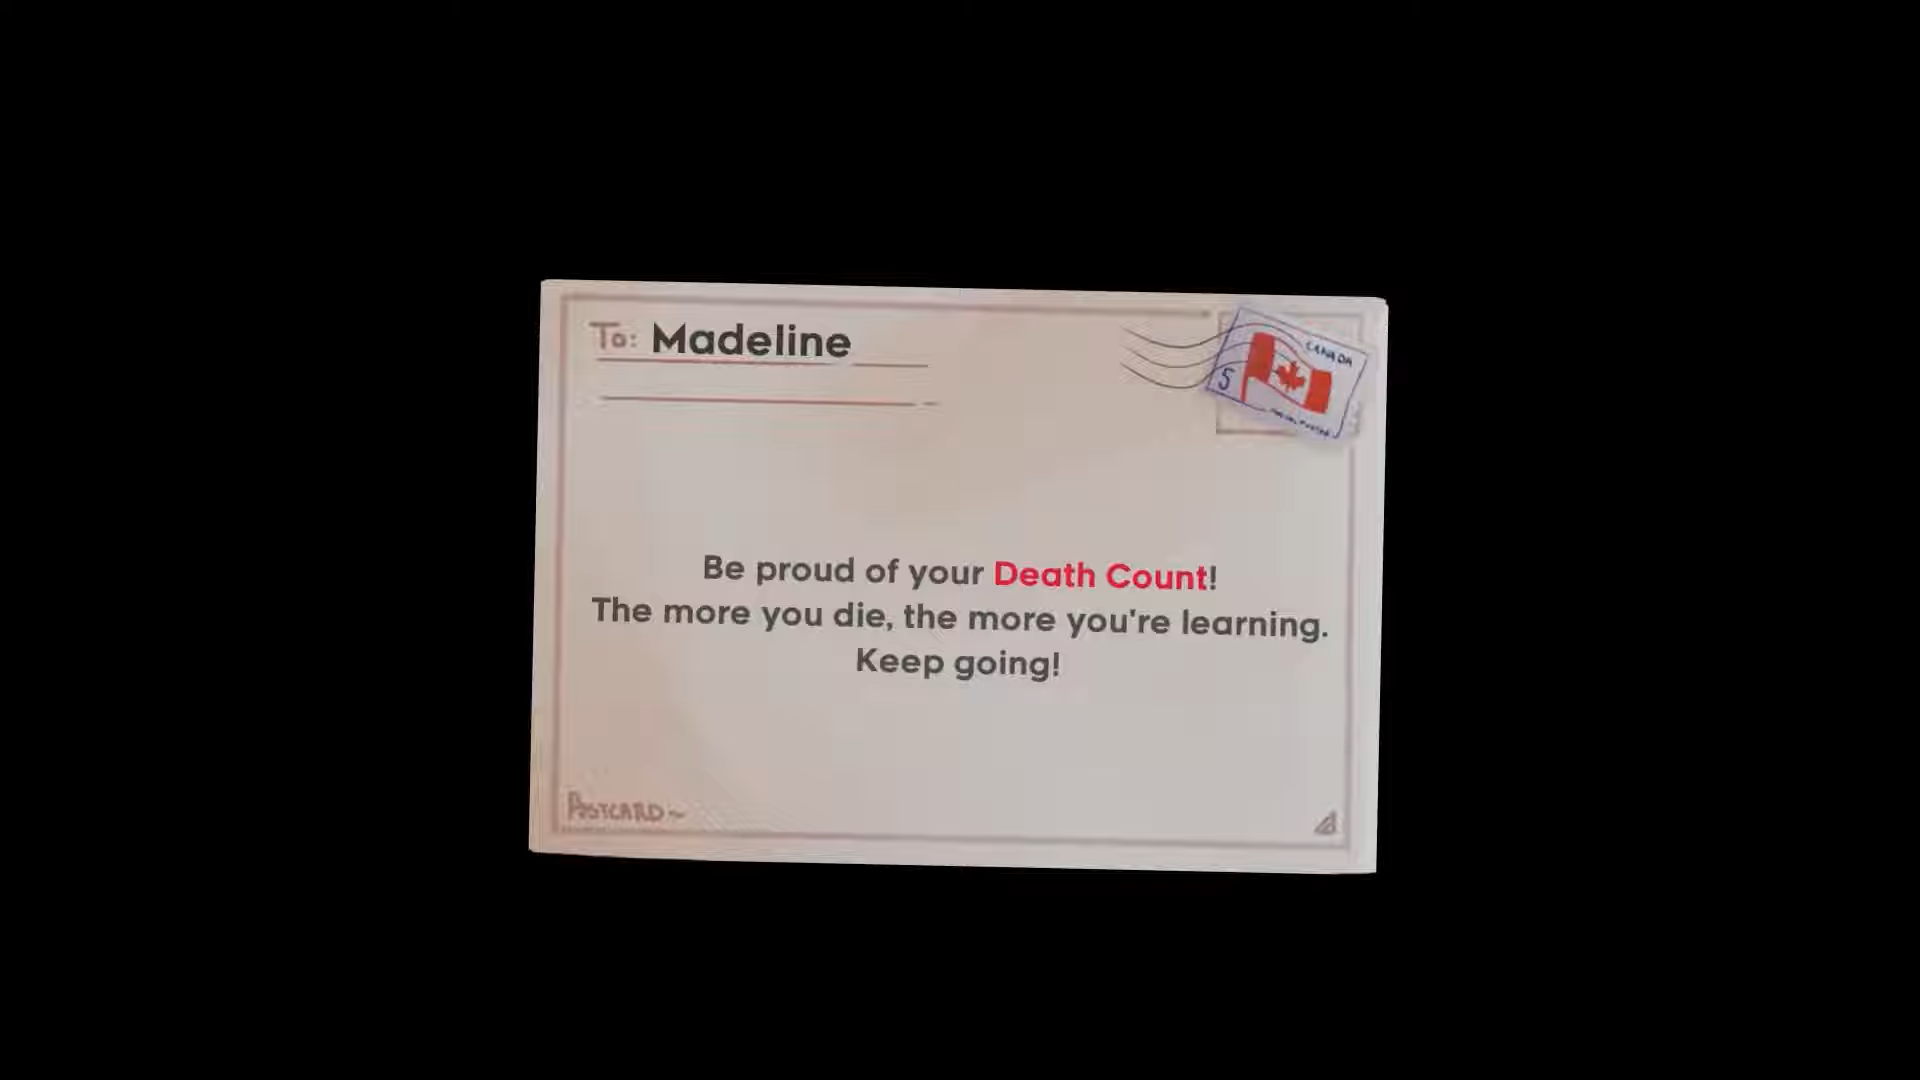 To: Madeline
CANADA
5
Be proud of your Death Count!
The more you die, the more you're learning.
Keep going!
POSTCARD~